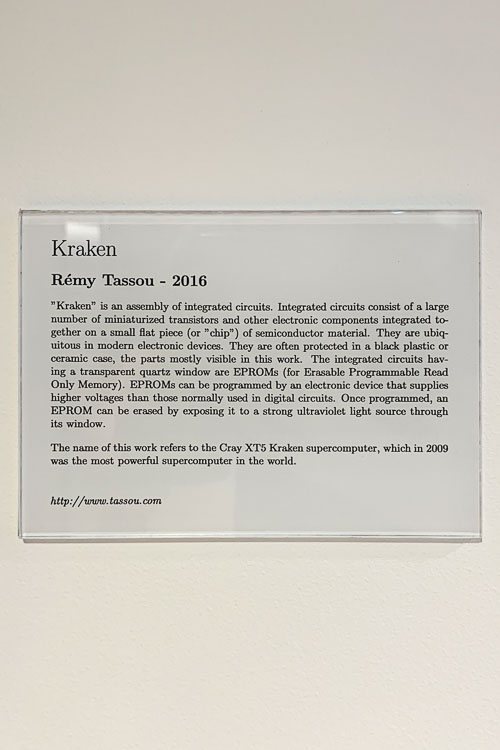 Kraken
Rémy Tassou - 2016
"Kraken" is an assembly of integrated circuits. Integrated circuits consist of a large
number of miniaturized transistors and other electronic components integrated to-
gether on a small flat piece (or "chip") of semiconductor material. They are ubiq-
uitous in modern electronic devices. They are often protected in a black plastic or
ceramic case, the parts mostly visible in this work. The integrated circuits hav-
ing a transparent quartz window are EPROMs (for Erasable Programmable Read
Only Memory). EPROMs can be programmed by an electronic device that supplies
higher voltages than those normally used in digital circuits. Once programmed, an
EPROM can be erased by exposing it to a strong ultraviolet light source through
its window.
The name of this work refers to the Cray XT5 Kraken supercomputer, which in 2009
was the most powerful supercomputer in the world.
http://www.tassou.com